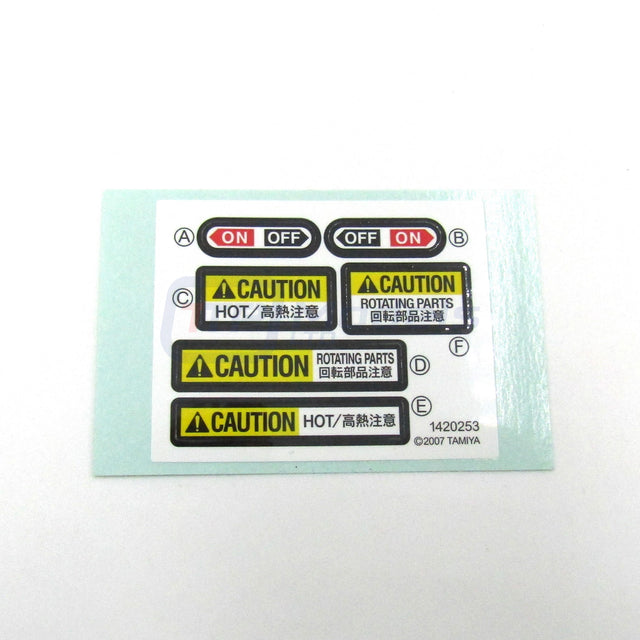 A ON OFF OFF ON B
C CAUTION
HOT/高熱注意
CAUTION
ROTATING PARTS
回転部品注意
F
CAUTION ROTATING PARTS
回転部品注意
D
CAUTION HOT/高熱注意
E
1420253
©2007 TAMIYA